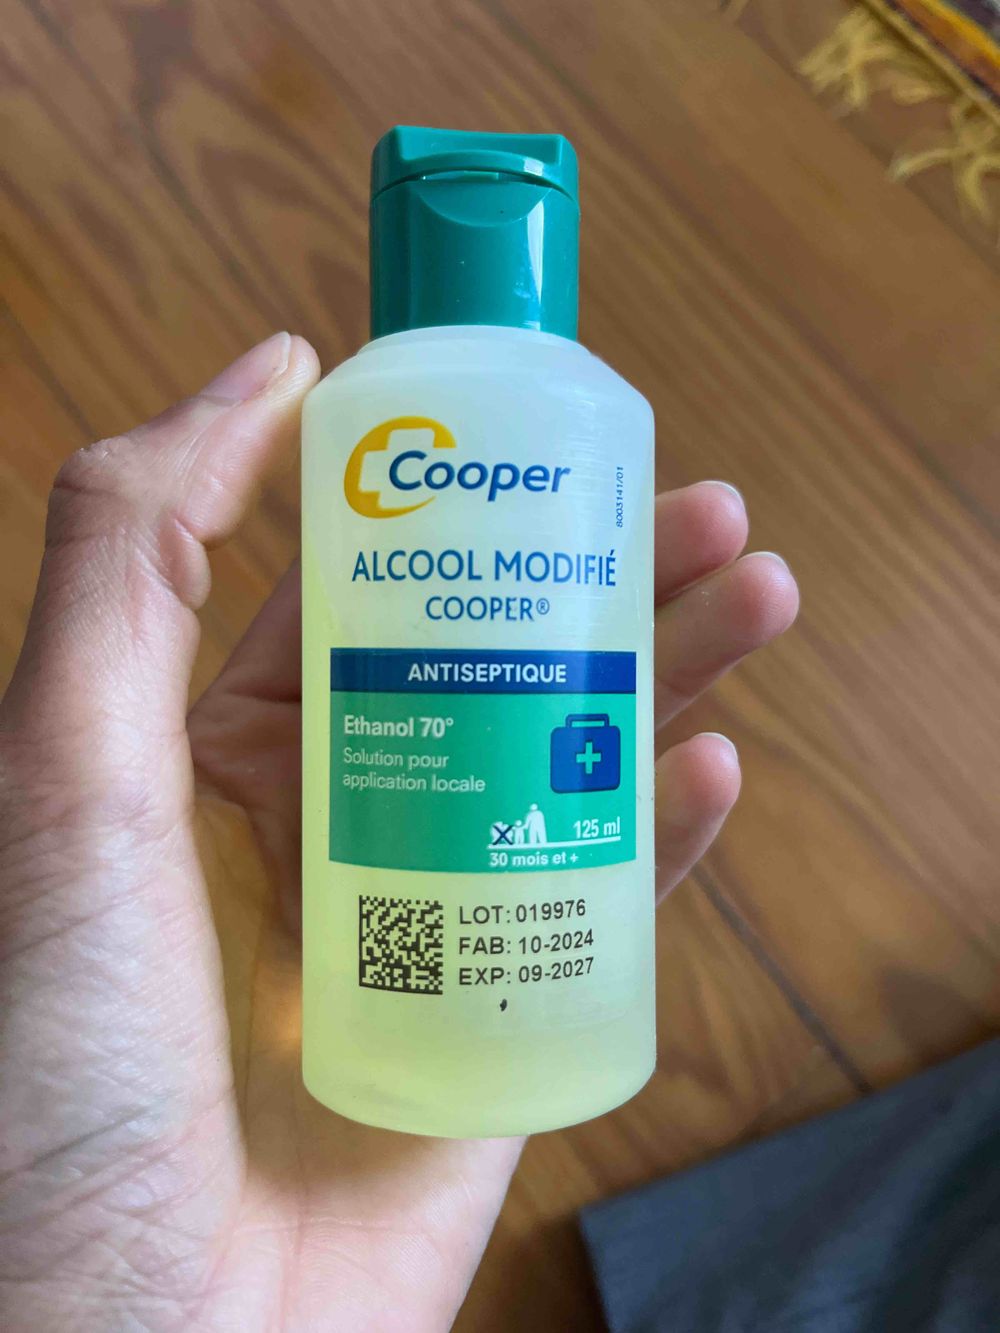 Cooper
8003141/01
ALCOOL MODIFIÉ
COOPER®
ANTISEPTIQUE
Ethanol 70°
Solution pour
application locale
125 ml
30 mois et +
LOT: 019976
FAB: 10-2024
EXP: 09-2027